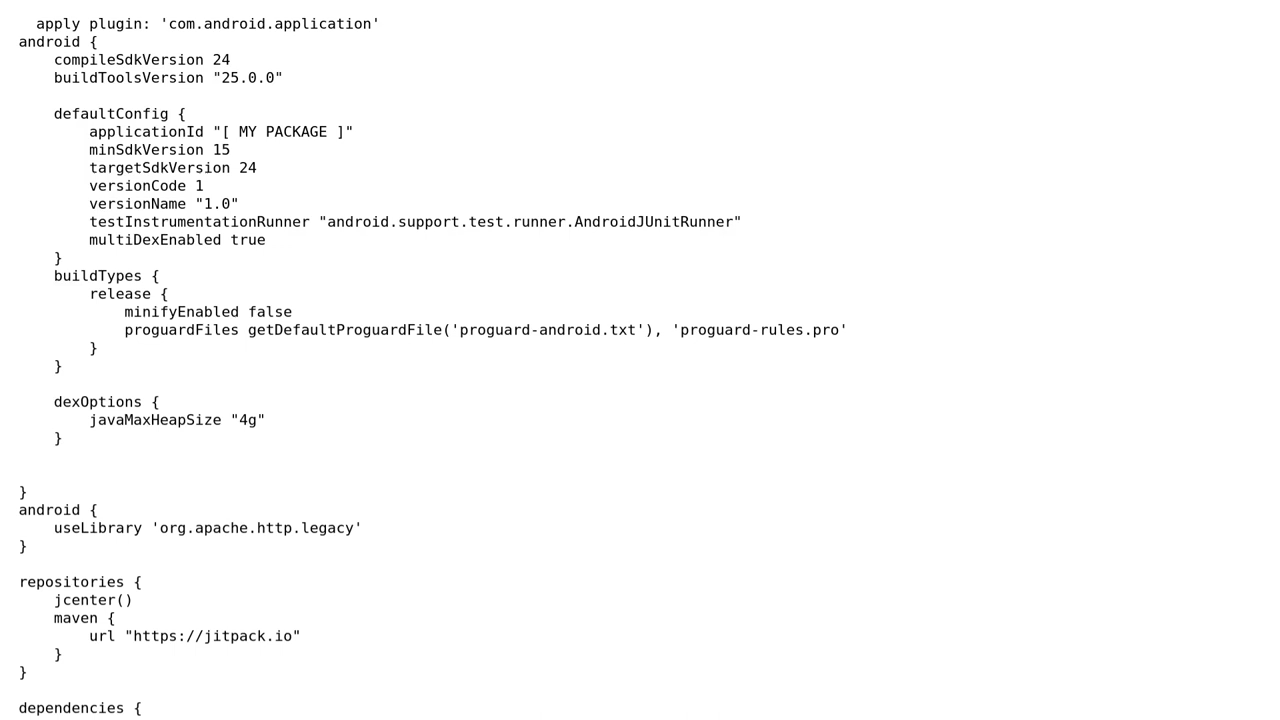 apply plugin: 'com.android.application'
android {
    compileSdkVersion 24
    buildToolsVersion "25.0.0"

    defaultConfig {
        applicationId "[ MY PACKAGE ]"
        minSdkVersion 15
        targetSdkVersion 24
        versionCode 1
        versionName "1.0"
        testInstrumentationRunner "android.support.test.runner.AndroidJUnitRunner"
        multiDexEnabled true
    }
    buildTypes {
        release {
            minifyEnabled false
            proguardFiles getDefaultProguardFile('proguard-android.txt'), 'proguard-rules.pro'
        }
    }

    dexOptions {
        javaMaxHeapSize "4g"
    }


}
android {
    useLibrary 'org.apache.http.legacy'
}

repositories {
    jcenter()
    maven {
        url "https://jitpack.io"
    }
}

dependencies {